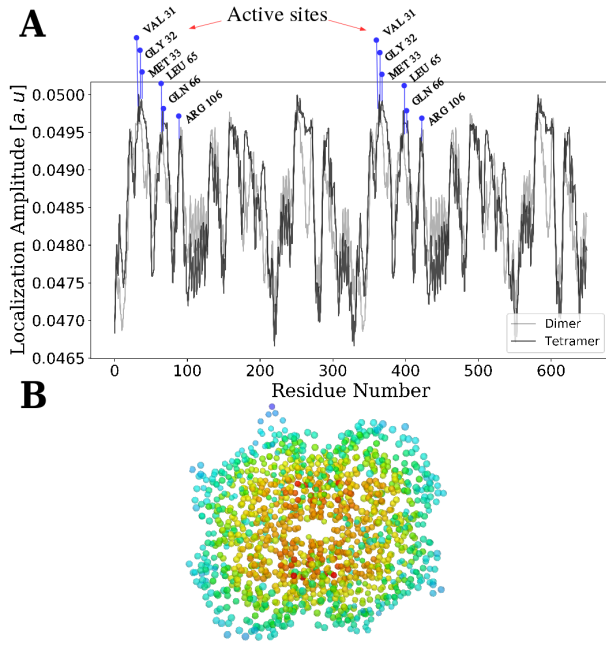 A
Active sites
VAL 31
GLY 32
MET 33
LEU 65
GLN 66
ARG 106
VAL 31
GLY 32
MET 33
LEU 65
GLN 66
ARG 106
Localization Amplitude [a.u]
0.0500
0.0495
0.0490
0.0485
0.0480
0.0475
0.0470
0.0465
0 100 200 300 400 500 600
Residue Number
Dimer
Tetramer
B